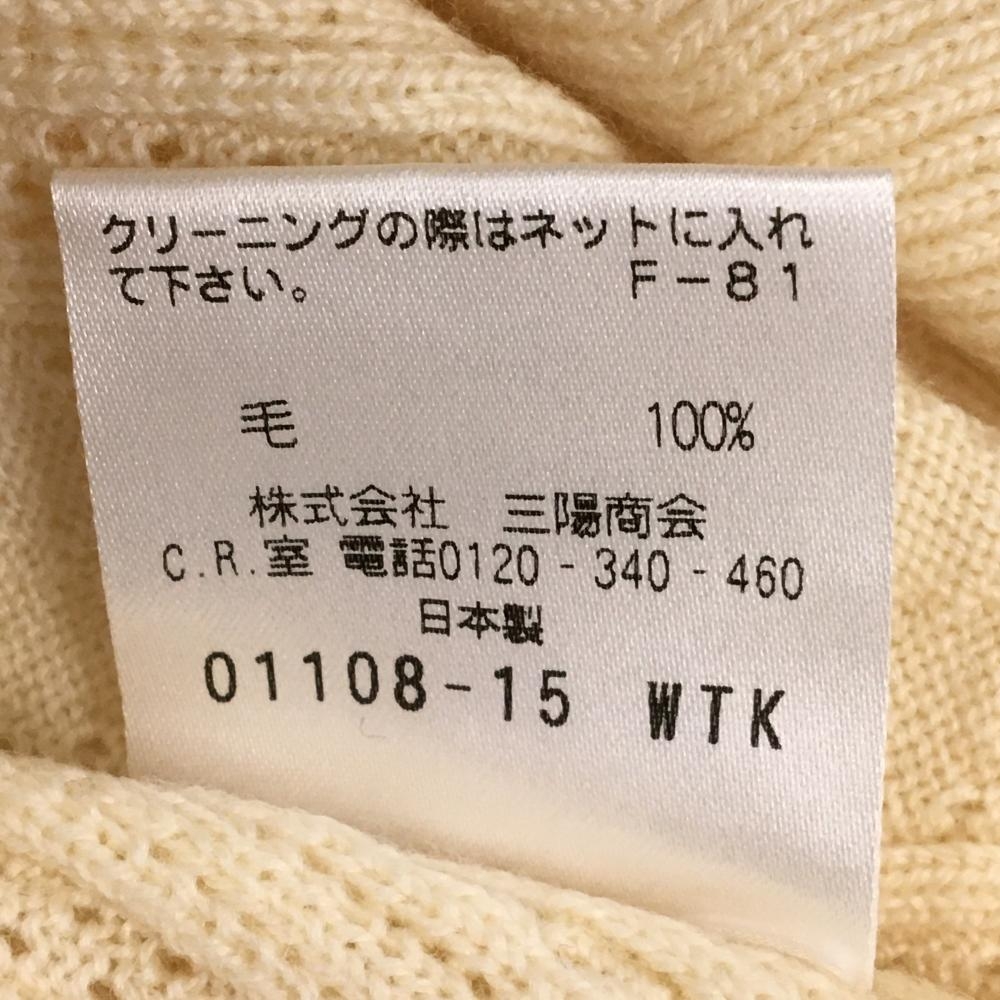 クリーニングの際はネットに入れ
て下さい。 F-81
毛 100%
株式会社 三陽商会
C.R.室 電話0120-340-460
日本製
01108-15 WTK